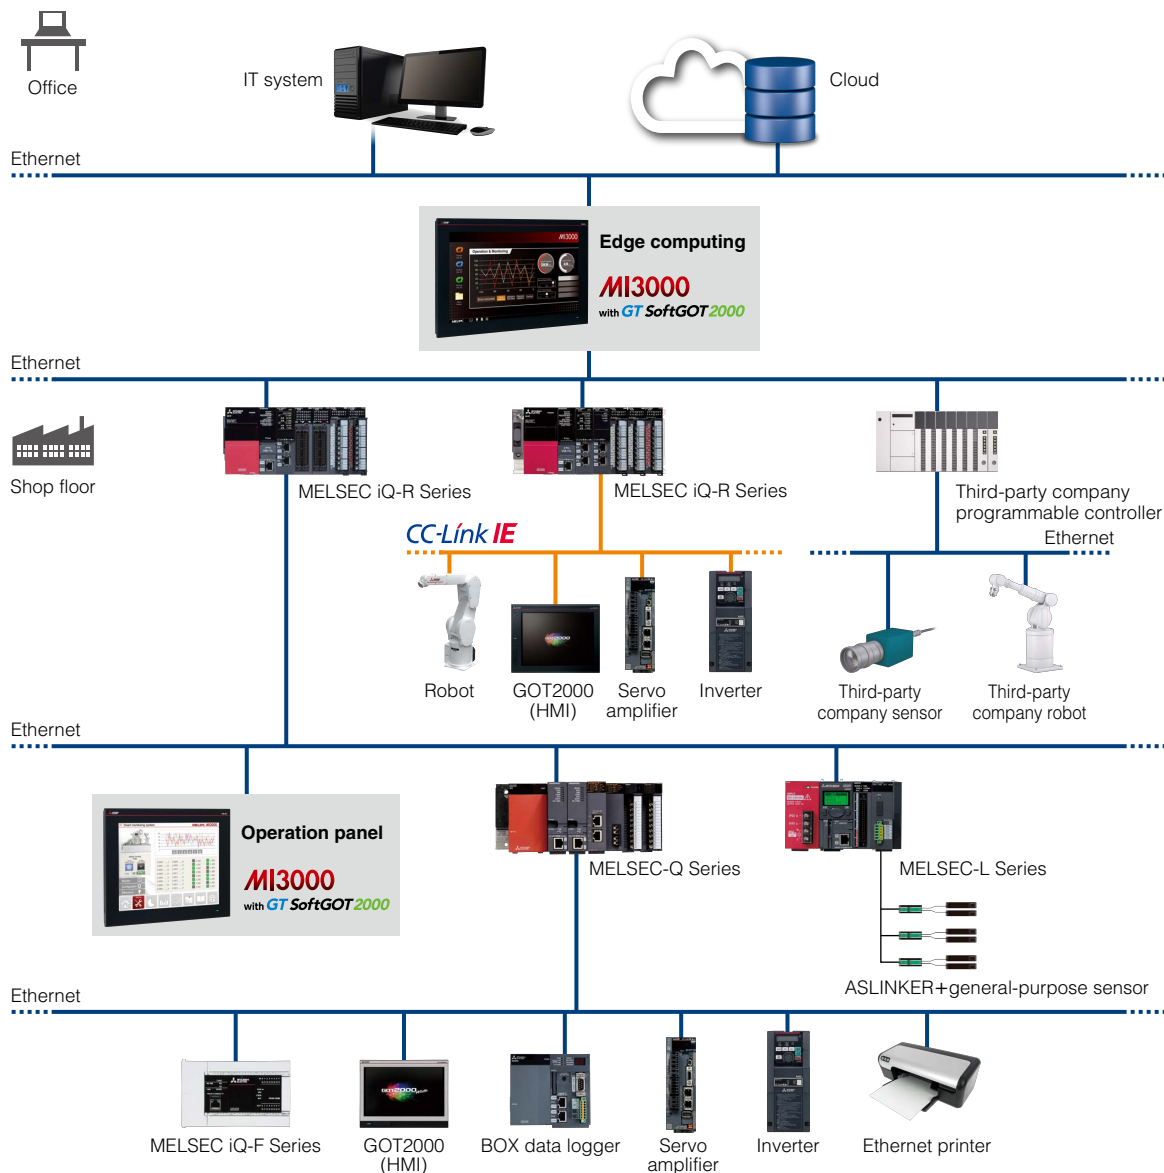 Office
IT system
Cloud
Ethernet
MI3000
Operation & Monitoring
Edge computing
MI3000
with GT SoftGOT2000
Ethernet
Shop floor
MELSEC iQ-R Series
MELSEC iQ-R Series
Third-party company
programmable controller
CC-Link IE
Ethernet
Robot
GOT2000
(HMI)
Servo
amplifier
Inverter
Third-party
company sensor
Third-party
company robot
Ethernet
Operation panel
MI3000
with GT SoftGOT2000
MELSEC-Q Series
MELSEC-L Series
ASLINKER+general-purpose sensor
Ethernet
MELSEC iQ-F Series
GOT2000
(HMI)
BOX data logger
Servo
amplifier
Inverter
Ethernet printer